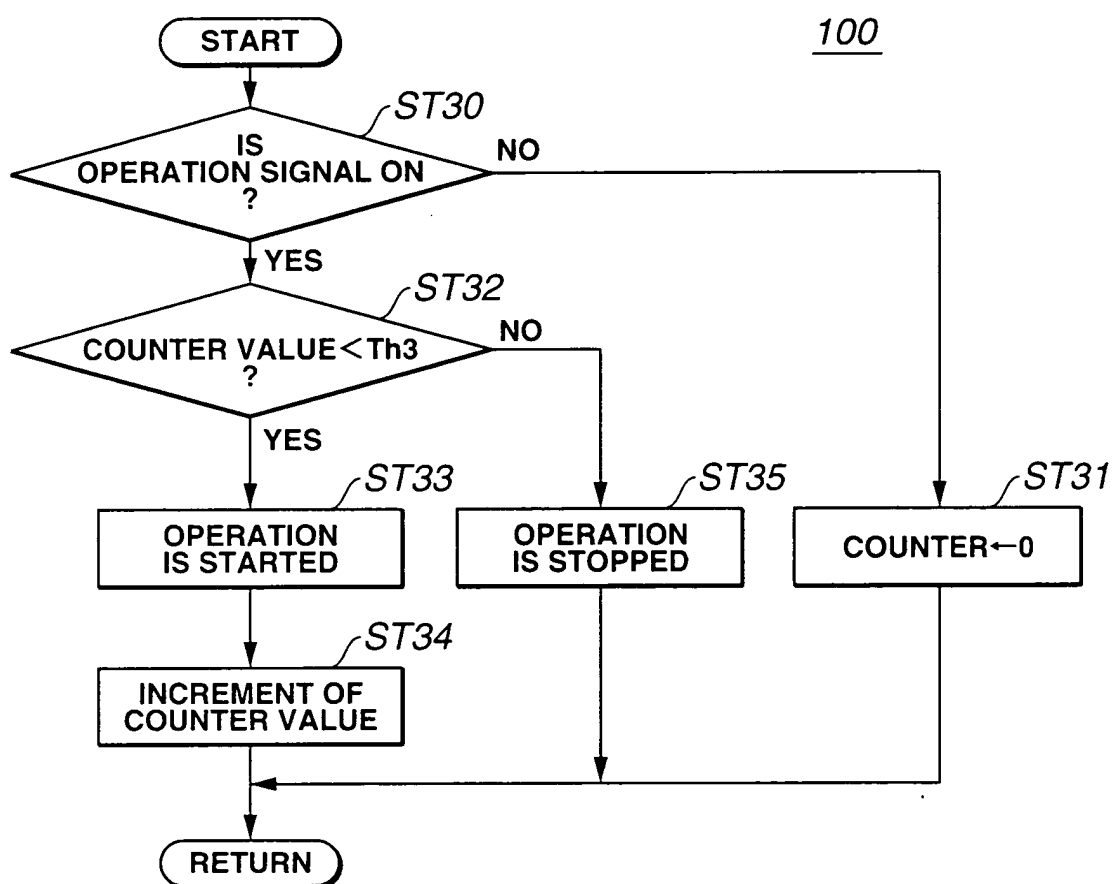 100
START
ST30
IS
OPERATION SIGNAL ON
?
NO
YES
ST32
COUNTER VALUE<Th3
?
NO
YES
ST33
OPERATION
IS STARTED
ST35
OPERATION
IS STOPPED
ST31
COUNTER←0
ST34
INCREMENT OF
COUNTER VALUE
RETURN